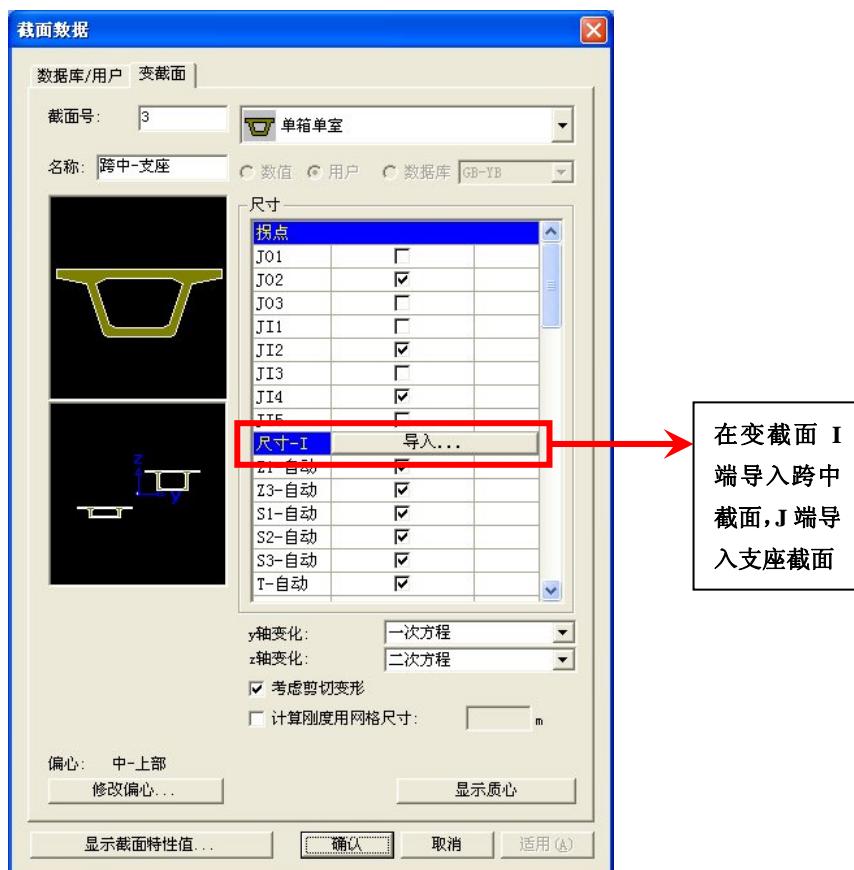 截面数据
数据库/用户 变截面
截面号: 3 单箱单室
名称: 跨中-支座 数值 用户 数据库 GB-YB
尺寸
拐点
JO1
JO2
JO3
JI1
JI2
JI3
JI4
JI5
尺寸-I 导入...
Z1-自动
Z3-自动
S1-自动
S2-自动
S3-自动
T-自动
z
y
y轴变化: 一次方程
z轴变化: 二次方程
考虑剪切变形
计算刚度用网格尺寸: m
偏心: 中-上部
修改偏心... 显示质心
显示截面特性值... 确认 取消 适用(A)
在变截面 I
端导入跨中
截面,J 端导
入支座截面